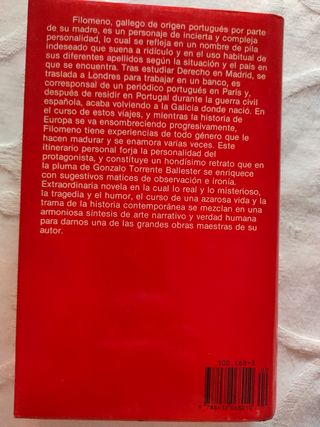 Filomeno, gallego de origen portugués por parte
de su madre, es un personaje de incierta y compleja
personalidad, lo cual se refleja en un nombre de pila
indeseado que suena a ridículo y en el uso habitual de
sus diferentes apellidos según la situación y el país en
que se encuentra. Tras estudiar Derecho en Madrid, se
traslada a Londres para trabajar en un banco, es
corresponsal de un periódico portugués en París y,
después de residir en Portugal durante la guerra civil
española, acaba volviendo a la Galicia donde nació. En
el curso de estos viajes, y mientras la historia de
Europa se va ensombreciendo progresivamente,
Filomeno tiene experiencias de todo género que le
hacen madurar y se enamora varias veces. Este
itinerario personal forja la personalidad del
protagonista, y constituye un hondísimo retrato que en
la pluma de Gonzalo Torrente Ballester se enriquece
con sugestivos matices de observación e ironía.
Extraordinaria novela en la cual lo real y lo misterioso,
la tragedia y el humor, el curso de una azarosa vida y la
trama de la historia contemporánea se mezclan en una
armoniosa síntesis de arte narrativo y verdad humana
para darnos una de las grandes obras maestras de su
autor.